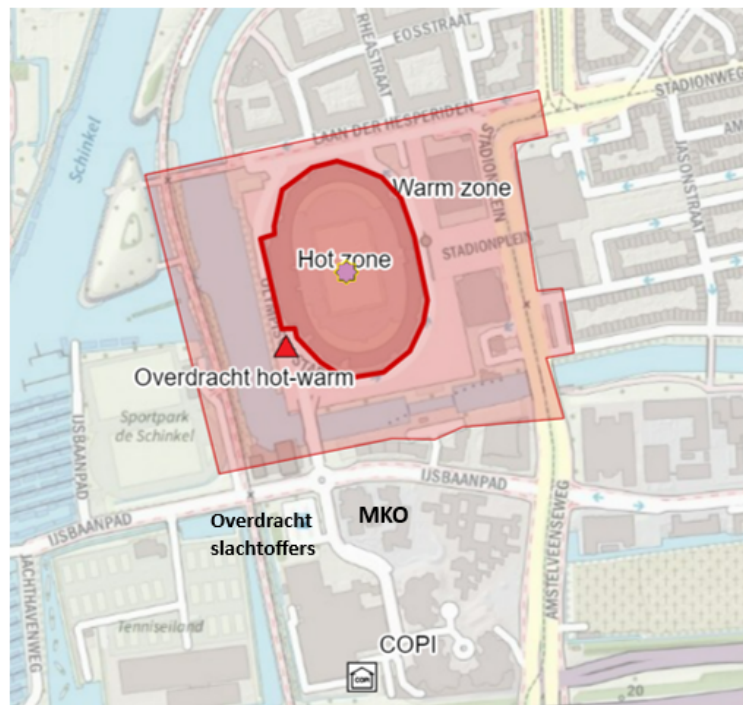 EOSSTRAAT
RHEASTRAAT
STADIONWEG
LAAN DER HESPERIDEN
Schinkel
STADIONPLEIN
JASONSTRAAT
Warm zone
STADIONPLEIN
Hot zone
Overdracht hot-warm
Sportpark
de Schinkel
IJSBAANPAD
IJSBAANPAD
IJSBAANPAD
Overdracht
slachtoffers
MKO
AMSTELVEENSEWEG
JACHTHAVENWEG
Tenniseiland
COPI
COPI
20